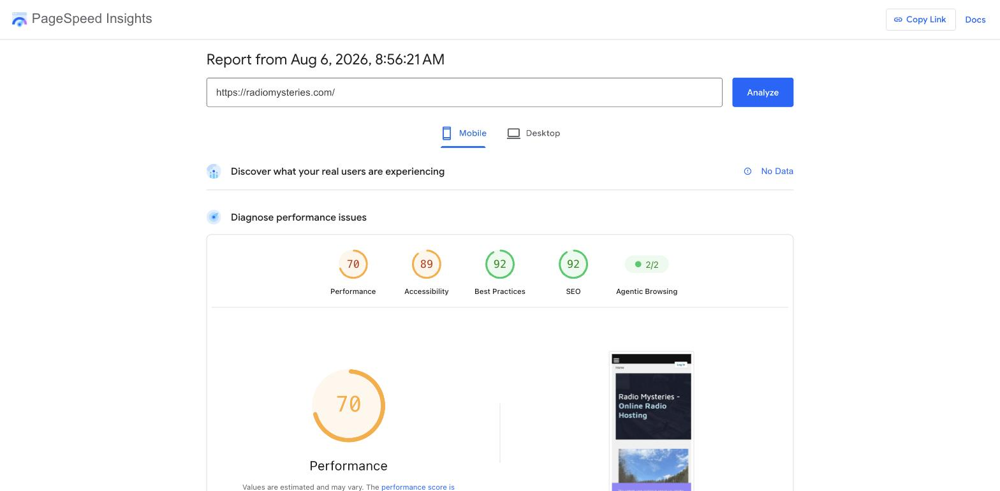 PageSpeed Insights
Copy Link
Docs
Report from Aug 6, 2026, 8:56:21 AM
https://radiomysteries.com/
Analyze
Mobile
Desktop
Discover what your real users are experiencing
No Data
Diagnose performance issues
70
89
92
92
2/2
Performance
Accessibility
Best Practices
SEO
Agentic Browsing
Log In
Home
Radio Mysteries -
Online Radio
Hosting
70
Performance
Values are estimated and may vary. The performance score is